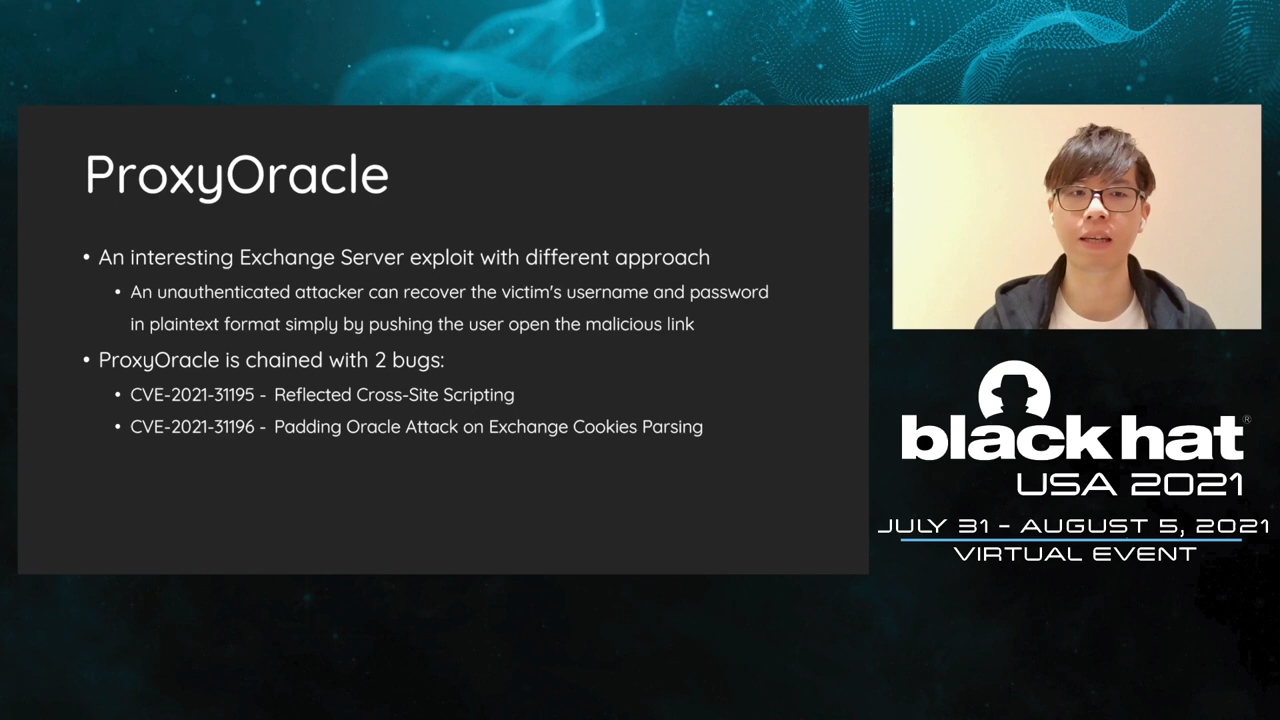 ProxyOracle
• An interesting Exchange Server exploit with different approach
• An unauthenticated attacker can recover the victim's username and password
in plaintext format simply by pushing the user open the malicious link
• ProxyOracle is chained with 2 bugs:
• CVE-2021-31195 - Reflected Cross-Site Scripting
• CVE-2021-31196 - Padding Oracle Attack on Exchange Cookies Parsing
black hat®
USA 2021
JULY 31 - AUGUST 5, 2021
VIRTUAL EVENT